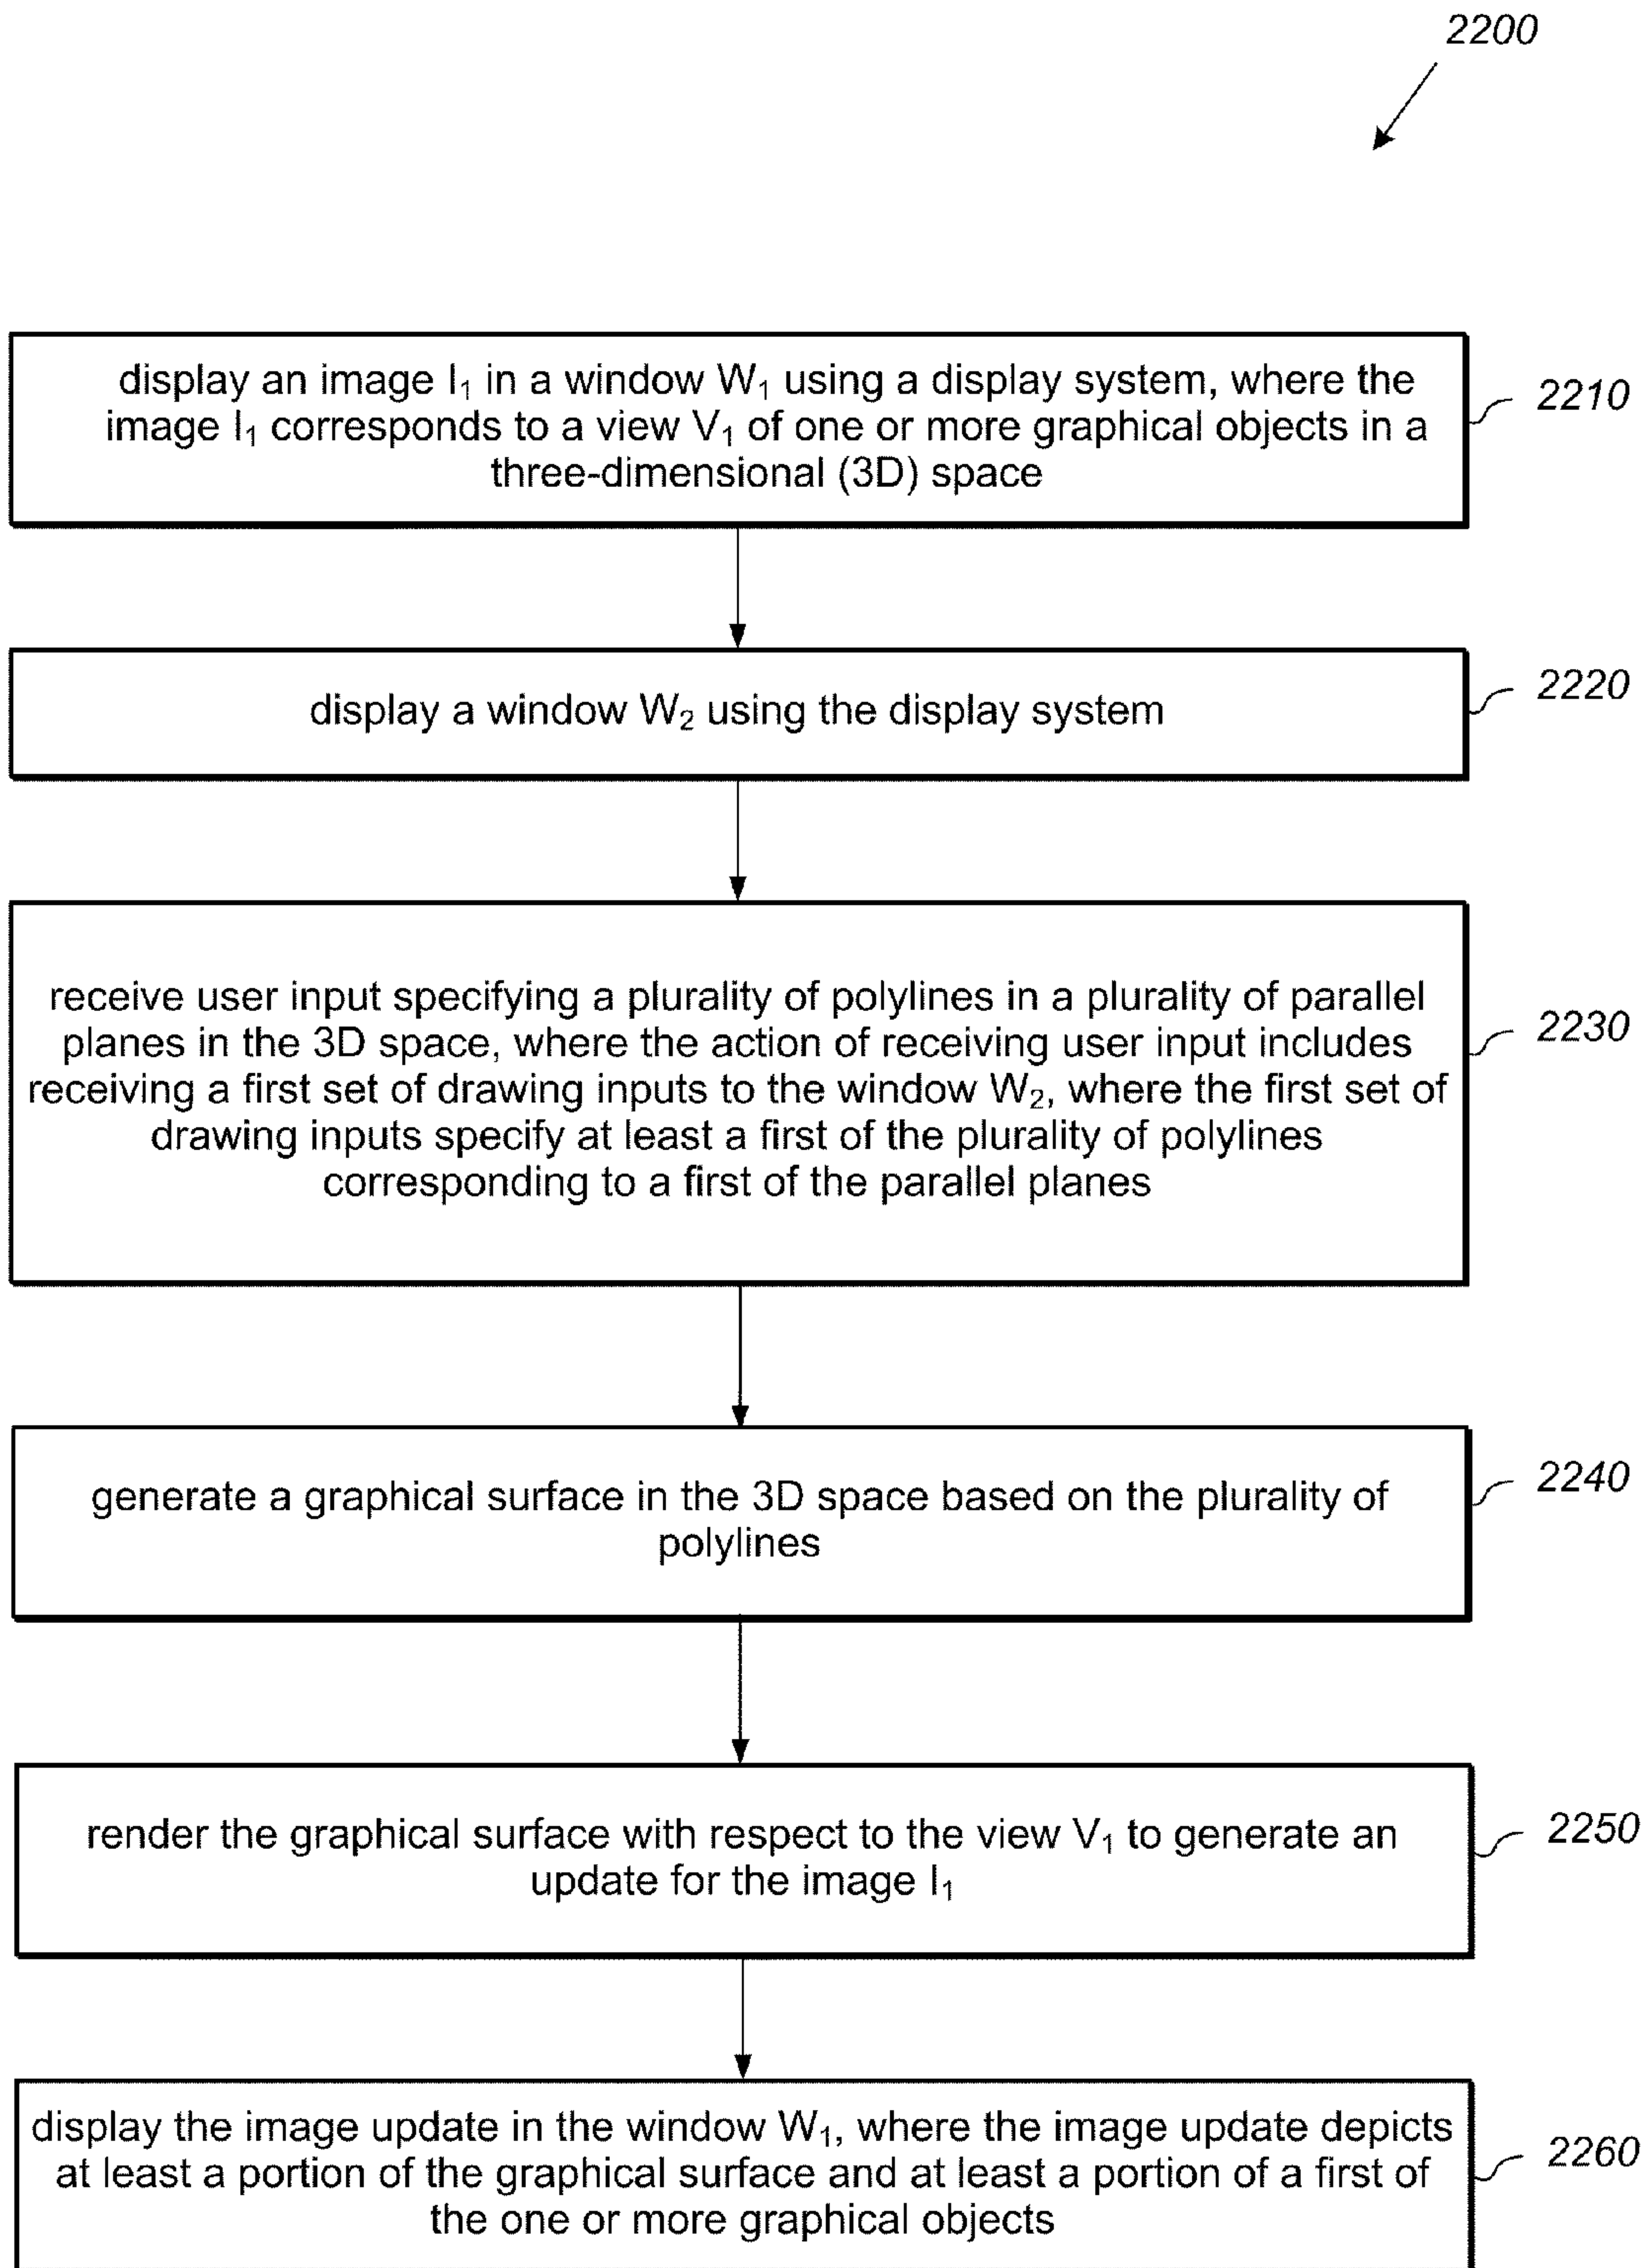 2200
display an image I₁ in a window W₁ using a display system, where the
image I₁ corresponds to a view V₁ of one or more graphical objects in a
three-dimensional (3D) space
2210
display a window W₂ using the display system
2220
receive user input specifying a plurality of polylines in a plurality of parallel
planes in the 3D space, where the action of receiving user input includes
receiving a first set of drawing inputs to the window W₂, where the first set of
drawing inputs specify at least a first of the plurality of polylines
corresponding to a first of the parallel planes
2230
generate a graphical surface in the 3D space based on the plurality of
polylines
2240
render the graphical surface with respect to the view V₁ to generate an
update for the image I₁
2250
display the image update in the window W₁, where the image update depicts
at least a portion of the graphical surface and at least a portion of a first of
the one or more graphical objects
2260